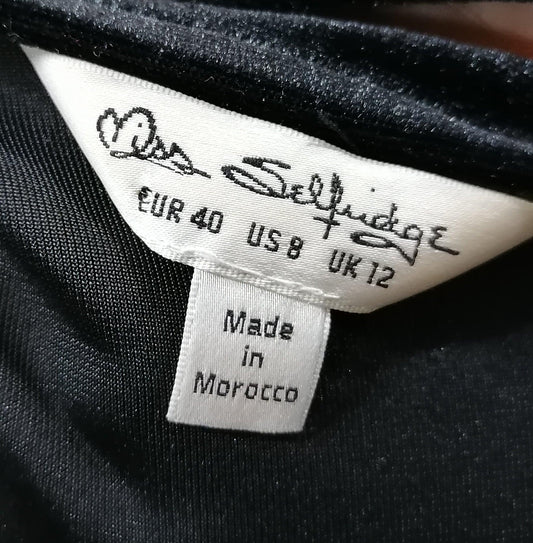 Miss Selfridge
EUR 40 US 8 UK 12
Made
in
Morocco